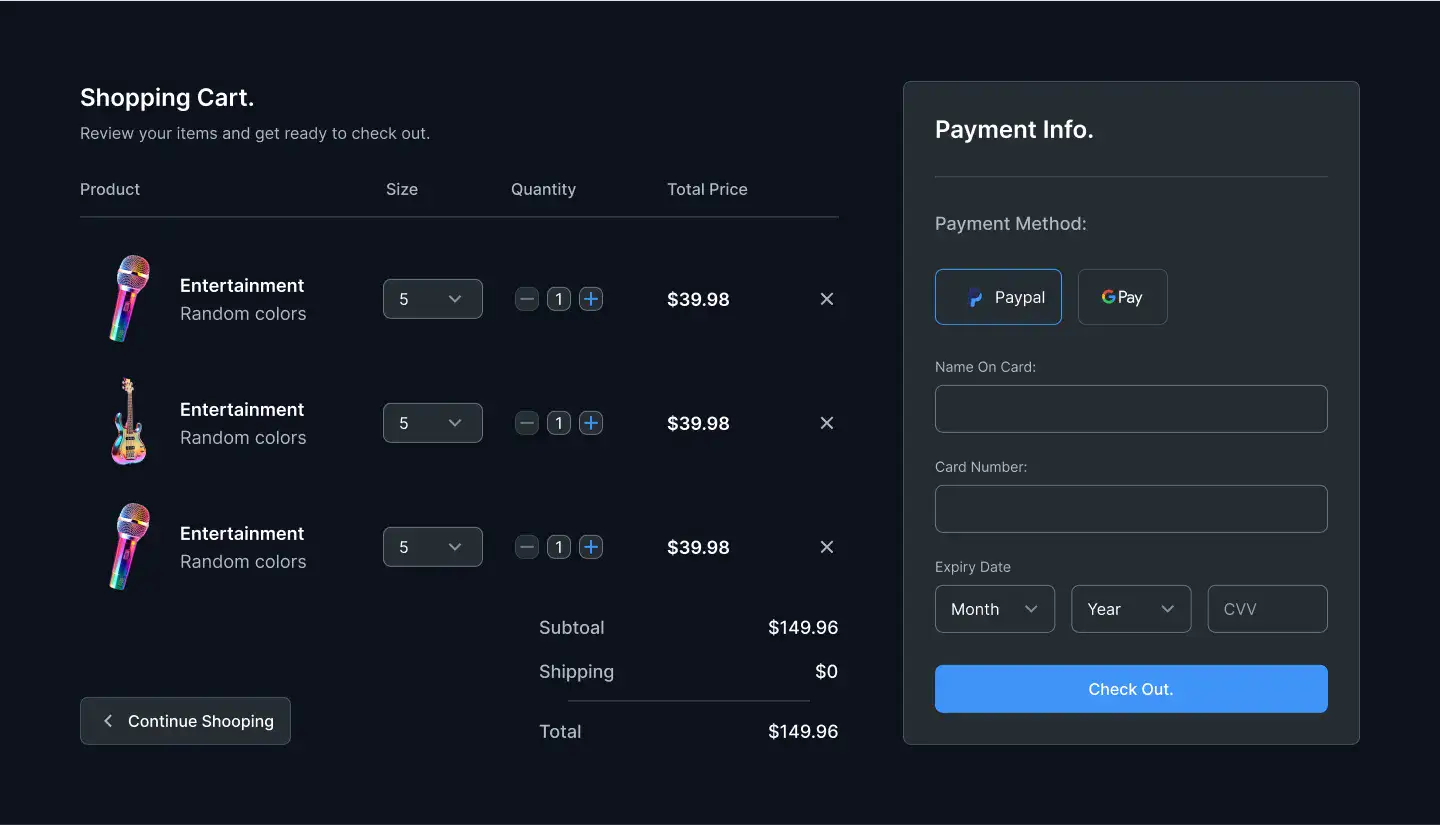 Shopping Cart.
Review your items and get ready to check out.
Product Size Quantity Total Price
Entertainment
Random colors
5 1 $39.98
Entertainment
Random colors
5 1 $39.98
Entertainment
Random colors
5 1 $39.98
Subtoal $149.96
Shipping $0
Total $149.96
Continue Shooping
Payment Info.
Payment Method:
Paypal G Pay
Name On Card:
Card Number:
Expiry Date
Month Year CVV
Check Out.